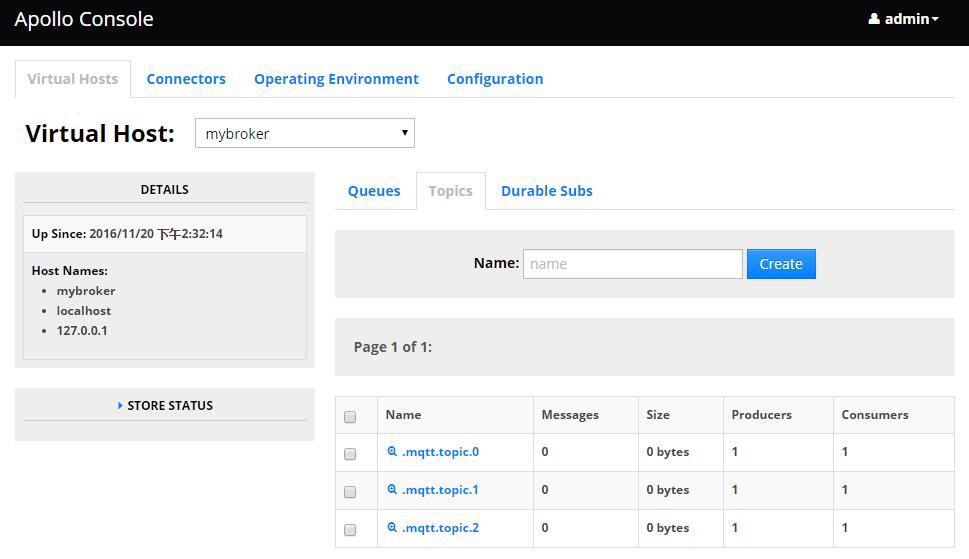 Apollo Console
admin
Virtual Hosts Connectors Operating Environment Configuration
Virtual Host: mybroker
DETAILS
Up Since: 2016/11/20 下午2:32:14
Host Names:
mybroker
localhost
127.0.0.1
STORE STATUS
Queues Topics Durable Subs
Name: name Create
Page 1 of 1:
Name Messages Size Producers Consumers
.mqtt.topic.0 0 0 bytes 1 1
.mqtt.topic.1 0 0 bytes 1 1
.mqtt.topic.2 0 0 bytes 1 1